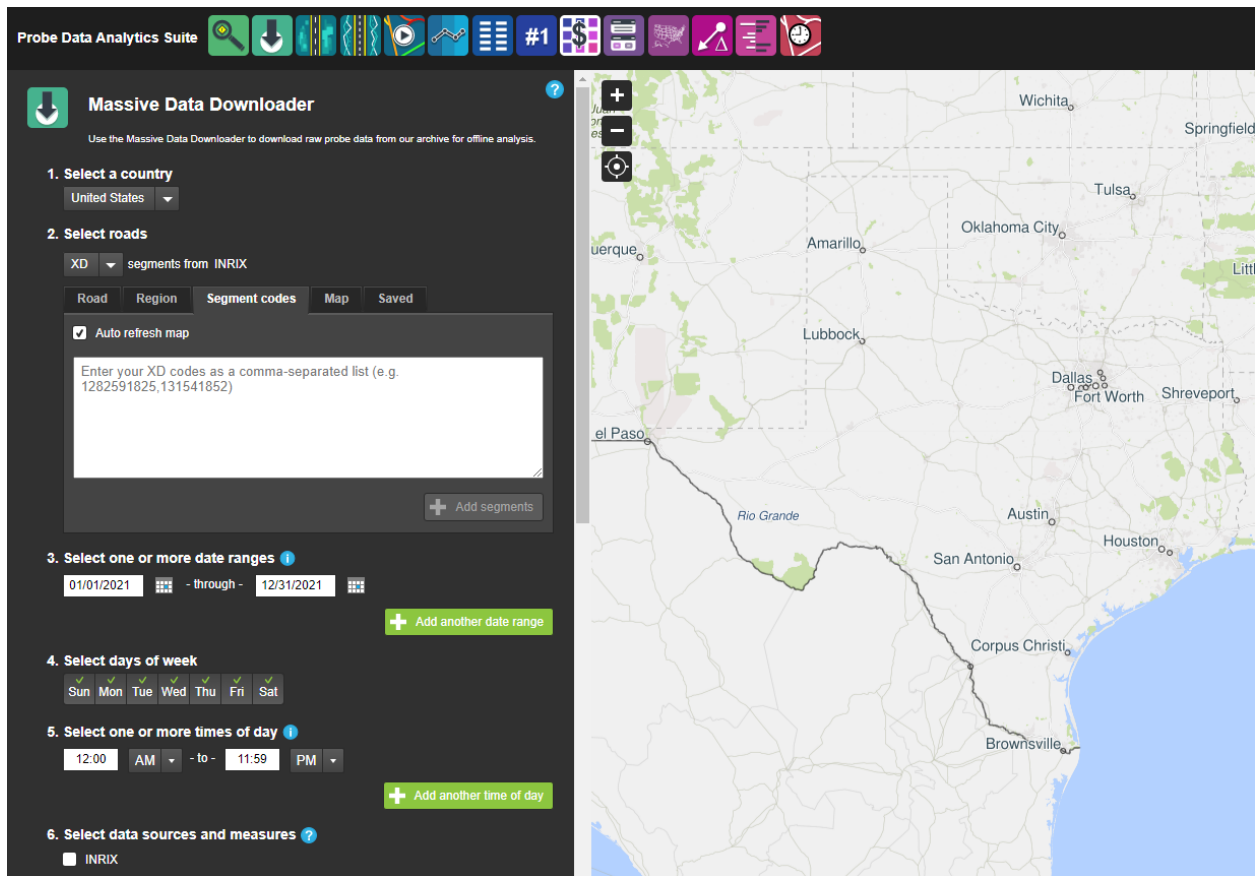 Probe Data Analytics Suite
#1
$
?
Massive Data Downloader
Use the Massive Data Downloader to download raw probe data from our archive for offline analysis.
1. Select a country
United States
2. Select roads
XD segments from INRIX
Road Region Segment codes Map Saved
Auto refresh map
Enter your XD codes as a comma-separated list (e.g.
1282591825,131541852)
+ Add segments
3. Select one or more date ranges i
01/01/2021 - through - 12/31/2021
+ Add another date range
4. Select days of week
Sun Mon Tue Wed Thu Fri Sat
5. Select one or more times of day i
12:00 AM - to - 11:59 PM
+ Add another time of day
6. Select data sources and measures ?
INRIX
+
−
Wichita
Springfield
Tulsa
Oklahoma City
Amarillo
uerque
Littl
Lubbock
Dallas
Fort Worth
Shreveport
el Paso
Rio Grande
Austin
Houston
San Antonio
Corpus Christi
Brownsville